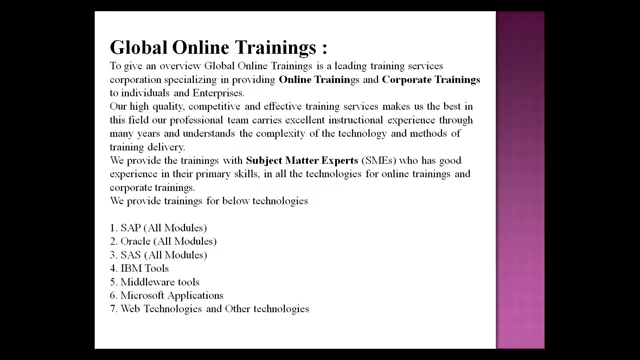 Global Online Trainings :
To give an overview Global Online Trainings is a leading training services
corporation specializing in providing Online Trainings and Corporate Trainings
to individuals and Enterprises.
Our high quality, competitive and effective training services makes us the best in
this field our professional team carries excellent instructional experience through
many years and understands the complexity of the technology and methods of
training delivery.
We provide the trainings with Subject Matter Experts (SMEs) who has good
experience in their primary skills, in all the technologies for online trainings and
corporate trainings.
We provide trainings for below technologies
1. SAP (All Modules)
2. Oracle (All Modules)
3. SAS (All Modules)
4. IBM Tools
5. Middleware tools
6. Microsoft Applications
7. Web Technologies and Other technologies